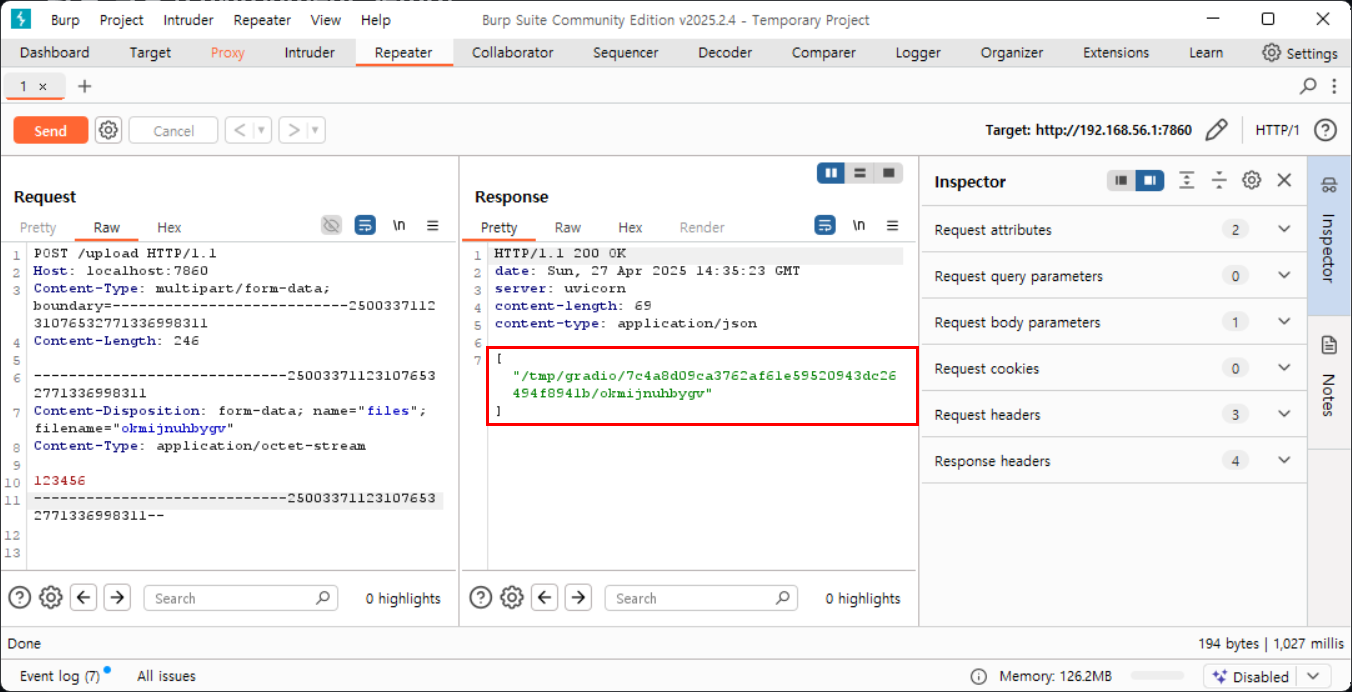 Burp Project Intruder Repeater View Help Burp Suite Community Edition v2025.2.4 - Temporary Project
Dashboard Target Proxy Intruder Repeater Collaborator Sequencer Decoder Comparer Logger Organizer Extensions Learn Settings
1 × +
Send Cancel < > Target: http://192.168.56.1:7860 HTTP/1 ?
Request
Pretty Raw Hex \n
1 POST /upload HTTP/1.1
2 Host: localhost:7860
3 Content-Type: multipart/form-data;
boundary=---------------------------2500337112
3107653277133699831​1
4 Content-Length: 246
5
6 -----------------------------25003371123107653
2771336998311
7 Content-Disposition: form-data; name="files";
filename="okmijnuhbygv"
8 Content-Type: application/octet-stream
9
10 123456
11 -----------------------------25003371123107653
2771336998311--
12
13
? Search 0 highlights
Response
Pretty Raw Hex Render \n
1 HTTP/1.1 200 OK
2 date: Sun, 27 Apr 2025 14:35:23 GMT
3 server: uvicorn
4 content-length: 69
5 content-type: application/json
6
7 [
"/tmp/gradio/7c4a8d09ca3762af61e59520943dc26
494f8941b/okmijnuhbygv"
]
? Search 0 highlights
Inspector
Request attributes 2
Request query parameters 0
Request body parameters 1
Request cookies 0
Request headers 3
Response headers 4
Inspector
Notes
Done 194 bytes | 1,027 millis
Event log (7) All issues Memory: 126.2MB Disabled